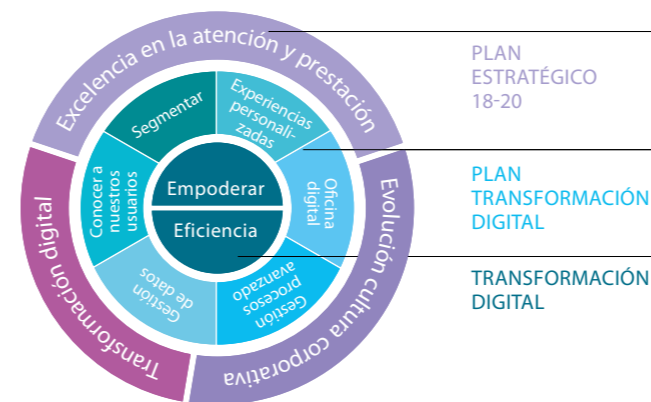 Excelencia en la atención y prestación
Evolución cultura corporativa
Transformación digital
Segmentar
Experiencias
personali-
zadas
Oficina
digital
Gestión
procesos
avanzado
Gestión
de datos
Conocer a
nuestros
usuarios
Empoderar
Eficiencia
PLAN
ESTRATÉGICO
18-20
PLAN
TRANSFORMACIÓN
DIGITAL
TRANSFORMACIÓN
DIGITAL